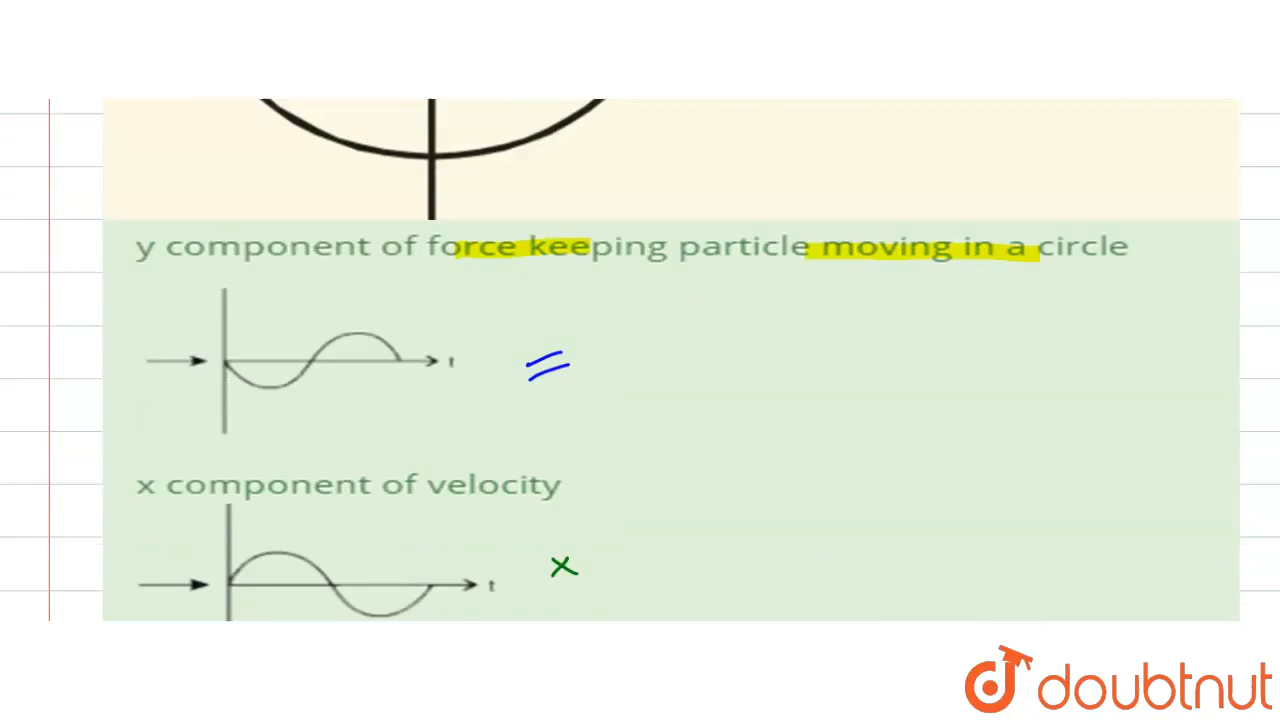 y component of force keeping particle moving in a circle
t
x component of velocity
t
doubtnut